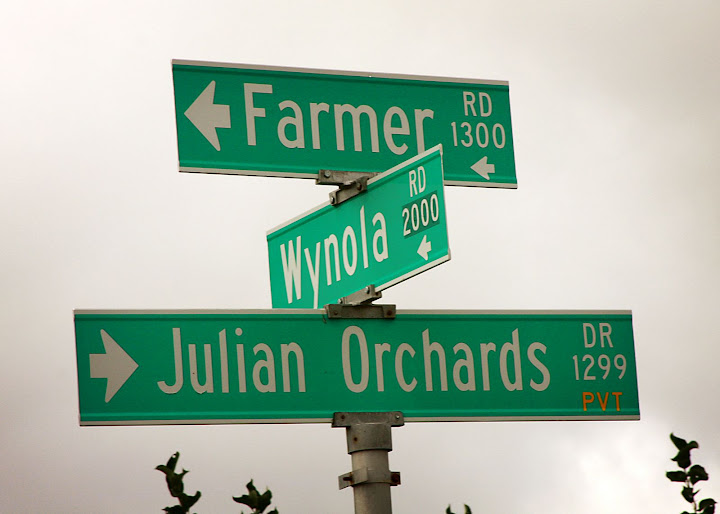 Farmer RD
1300
Wynola RD
2000
Julian Orchards DR
1299
PVT